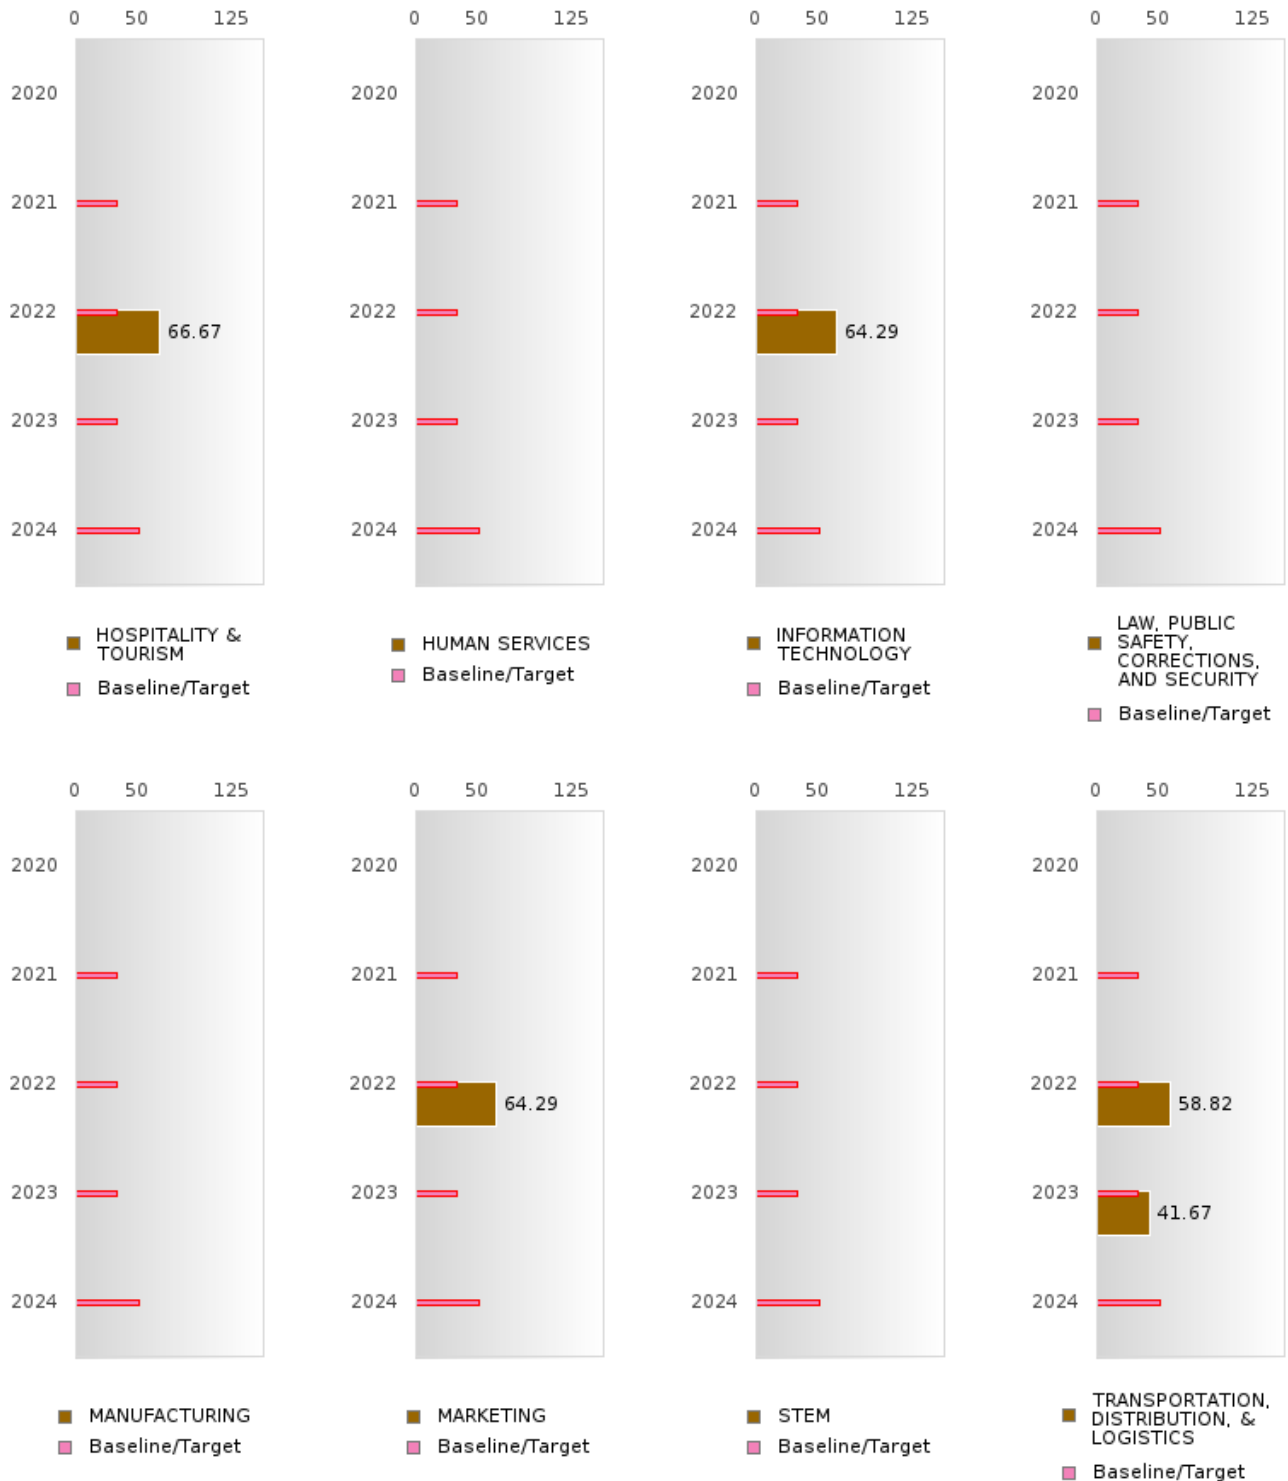 0 50 125
0 50 125
0 50 125
0 50 125
2020
2020
2020
2020
2021
2021
2021
2021
2022
66.67
2022
2022
64.29
2022
2023
2023
2023
2023
2024
2024
2024
2024
HOSPITALITY &
TOURISM
Baseline/Target
HUMAN SERVICES
Baseline/Target
INFORMATION
TECHNOLOGY
Baseline/Target
LAW, PUBLIC
SAFETY,
CORRECTIONS,
AND SECURITY
Baseline/Target
0 50 125
0 50 125
0 50 125
0 50 125
2020
2020
2020
2020
2021
2021
2021
2021
2022
2022
64.29
2022
2022
58.82
2023
2023
2023
2023
41.67
2024
2024
2024
2024
MANUFACTURING
Baseline/Target
MARKETING
Baseline/Target
STEM
Baseline/Target
TRANSPORTATION,
DISTRIBUTION, &
LOGISTICS
Baseline/Target